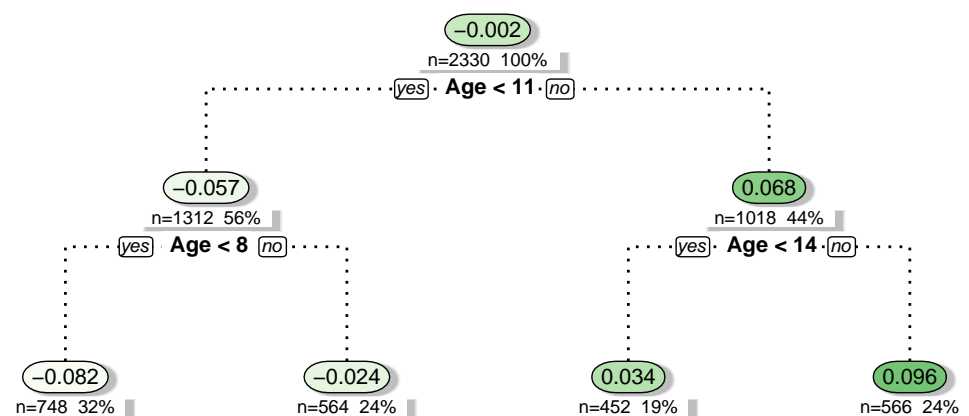 −0.002
n=2330 100%
yes Age < 11 no
−0.057 0.068
n=1312 56% n=1018 44%
yes Age < 8 no yes Age < 14 no
−0.082 −0.024 0.034 0.096
n=748 32% n=564 24% n=452 19% n=566 24%